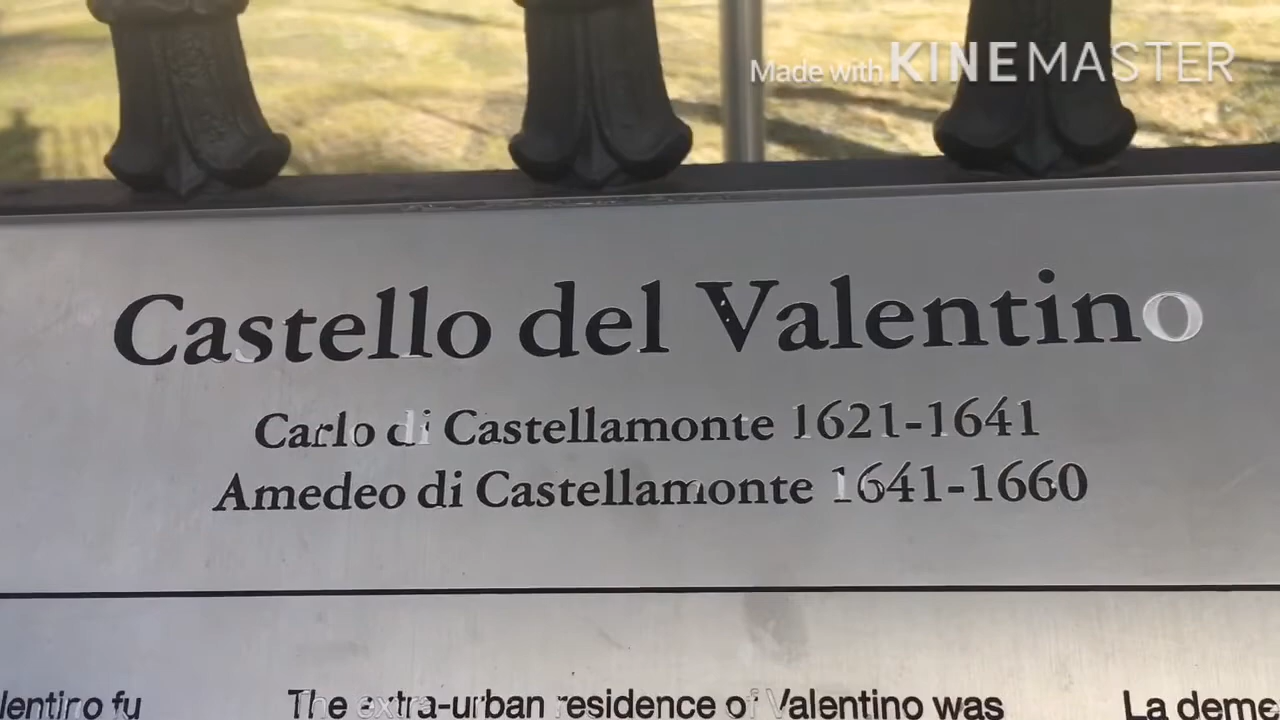 Made with KINEMASTER
Castello del Valentino
Carlo di Castellamonte 1621-1641
Amedeo di Castellamonte 1641-1660
lentino fu
The extra-urban residence of Valentino was
La deme